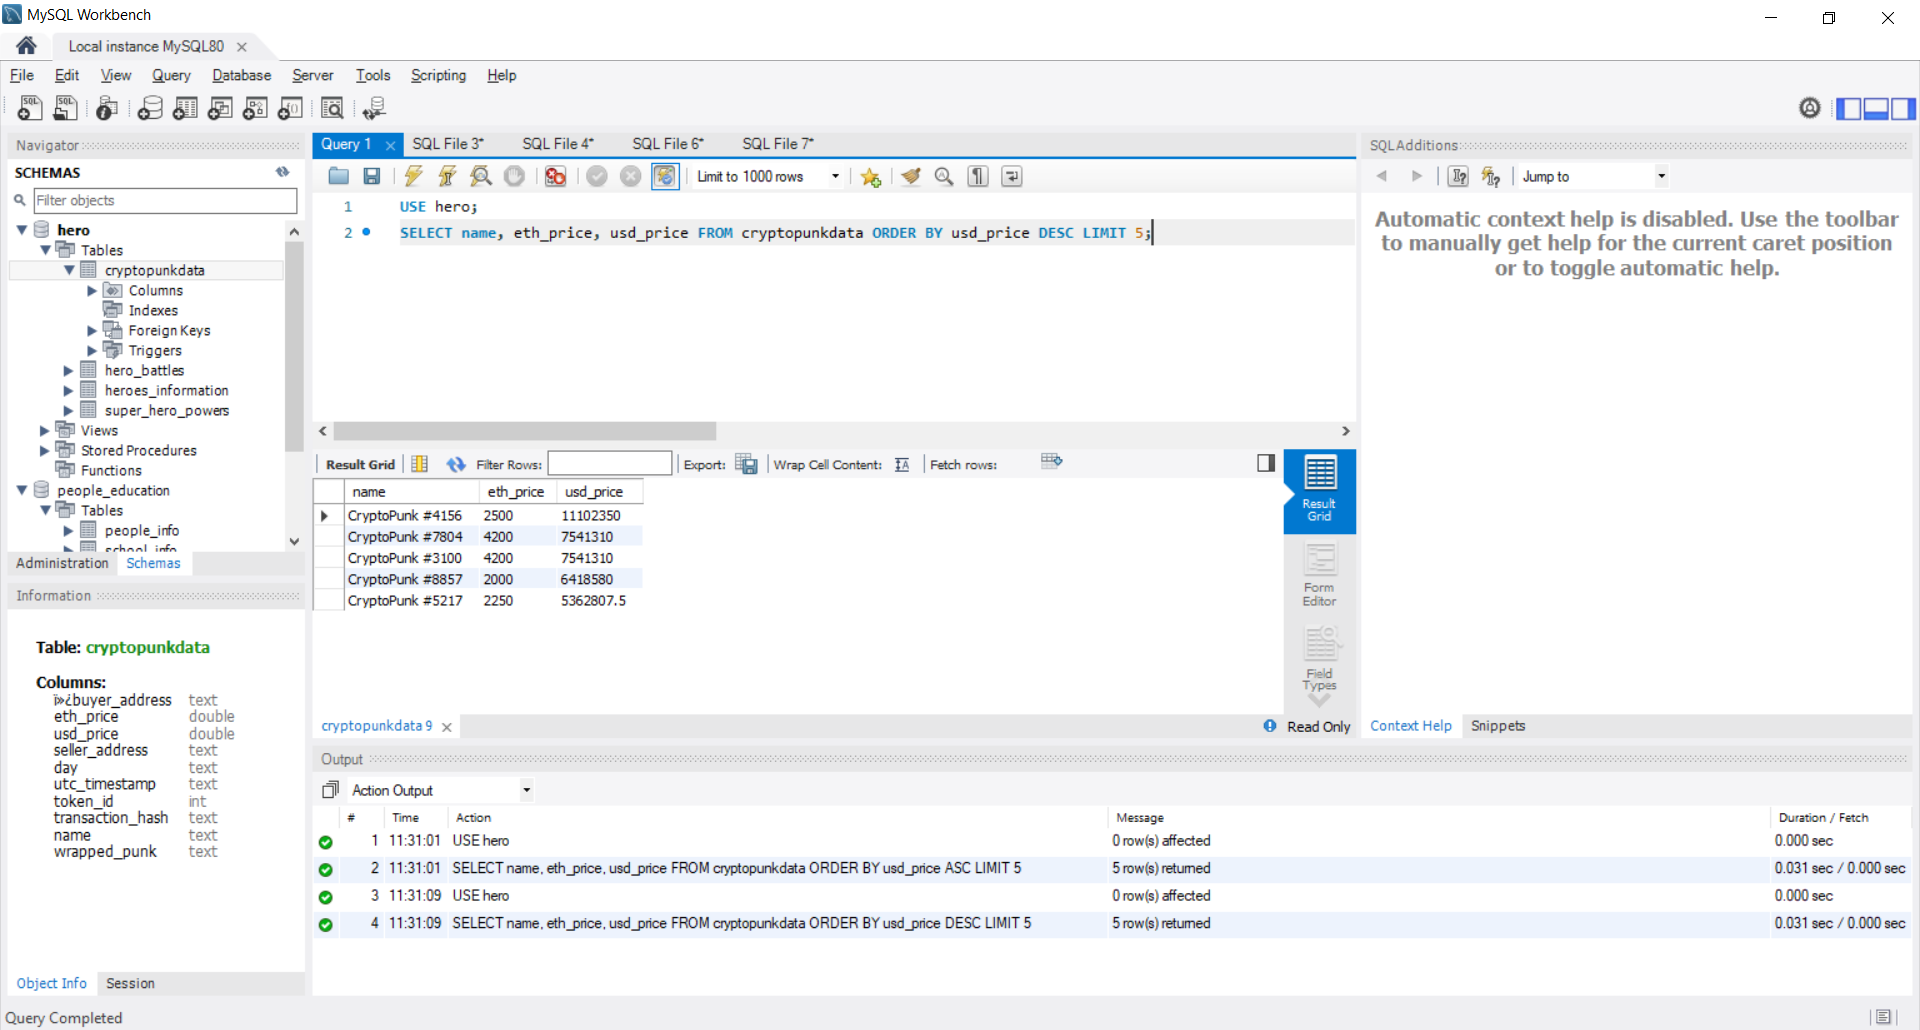 MySQL Workbench
Local instance MySQL80
File Edit View Query Database Server Tools Scripting Help
Navigator
SCHEMAS
Filter objects
hero
Tables
cryptopunkdata
Columns
Indexes
Foreign Keys
Triggers
hero_battles
heroes_information
super_hero_powers
Views
Stored Procedures
Functions
people_education
Tables
people_info
school_info
Administration Schemas
Information
Table: cryptopunkdata
Columns:
ï»¿buyer_address text
eth_price double
usd_price double
seller_address text
day text
utc_timestamp text
token_id int
transaction_hash text
name text
wrapped_punk text
Object Info Session
Query Completed
Query 1 SQL File 3* SQL File 4* SQL File 6* SQL File 7*
Limit to 1000 rows
1 USE hero;
2 SELECT name, eth_price, usd_price FROM cryptopunkdata ORDER BY usd_price DESC LIMIT 5;
Result Grid Filter Rows: Export: Wrap Cell Content: Fetch rows:
name eth_price usd_price
CryptoPunk #4156 2500 11102350
CryptoPunk #7804 4200 7541310
CryptoPunk #3100 4200 7541310
CryptoPunk #8857 2000 6418580
CryptoPunk #5217 2250 5362807.5
Result
Grid
Form
Editor
Field
Types
cryptopunkdata 9 Read Only
SQLAdditions
Jump to
Automatic context help is disabled. Use the toolbar
to manually get help for the current caret position
or to toggle automatic help.
Context Help Snippets
Output
Action Output
# Time Action Message Duration / Fetch
1 11:31:01 USE hero 0 row(s) affected 0.000 sec
2 11:31:01 SELECT name, eth_price, usd_price FROM cryptopunkdata ORDER BY usd_price ASC LIMIT 5 5 row(s) returned 0.031 sec / 0.000 sec
3 11:31:09 USE hero 0 row(s) affected 0.000 sec
4 11:31:09 SELECT name, eth_price, usd_price FROM cryptopunkdata ORDER BY usd_price DESC LIMIT 5 5 row(s) returned 0.031 sec / 0.000 sec